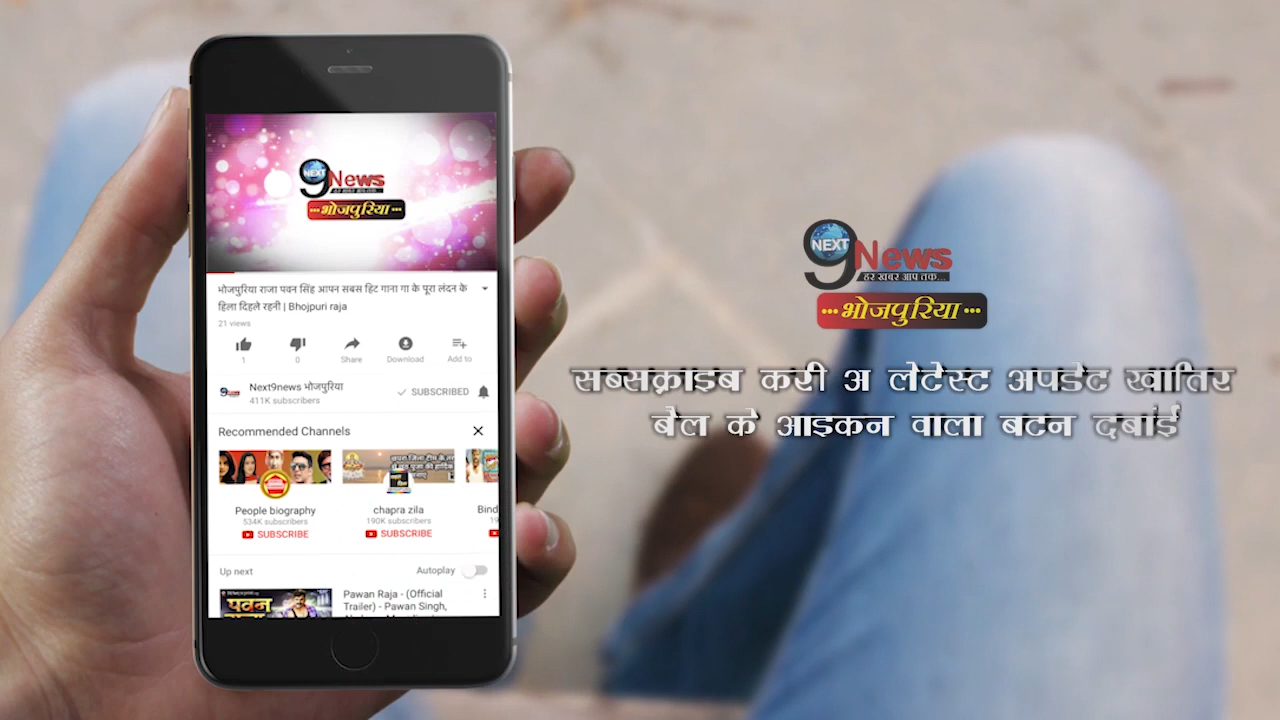 NEXT
9News
हर खबर आप तक...
...भोजपुरिया...
भोजपुरिया राजा पवन सिंह आपन सबस हिट गाना गा के पूरा लंदन के
हिला दिहले रहनी | Bhojpuri raja
21 views
1
0
Share
Download
Add to
Next9news भोजपुरिया
411K subscribers
SUBSCRIBED
Recommended Channels
People biography
534K subscribers
SUBSCRIBE
chapra zila
190K subscribers
SUBSCRIBE
Bind
19
Up next
Autoplay
पवन
Pawan Raja - (Official
Trailer) - Pawan Singh,
NEXT
9News
हर खबर आप तक...
...भोजपुरिया...
सब्सक्राइब करी अ लेटेस्ट अपडेट खातिर
बैल के आइकन वाला बटन दबांई